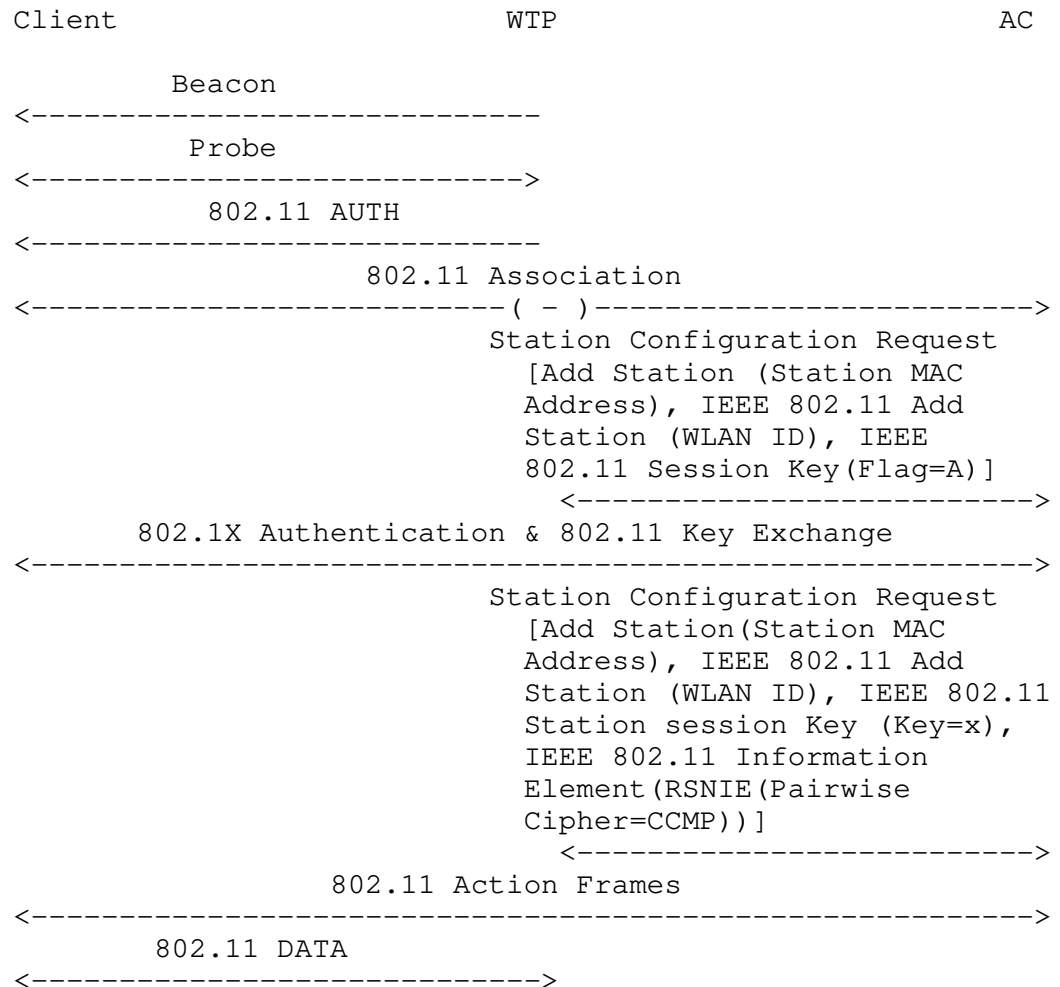 Client WTP AC
Beacon
<-----------------------------
Probe
<---------------------------->
802.11 AUTH
<-----------------------------
802.11 Association
<---------------------------( - )------------------------->
Station Configuration Request
[Add Station (Station MAC
Address), IEEE 802.11 Add
Station (WLAN ID), IEEE
802.11 Session Key(Flag=A)]
<-------------------------->
802.1X Authentication & 802.11 Key Exchange
<--------------------------------------------------------->
Station Configuration Request
[Add Station(Station MAC
Address), IEEE 802.11 Add
Station (WLAN ID), IEEE 802.11
Station session Key (Key=x),
IEEE 802.11 Information
Element(RSNIE(Pairwise
Cipher=CCMP))]
<-------------------------->
802.11 Action Frames
<--------------------------------------------------------->
802.11 DATA
<----------------------------->